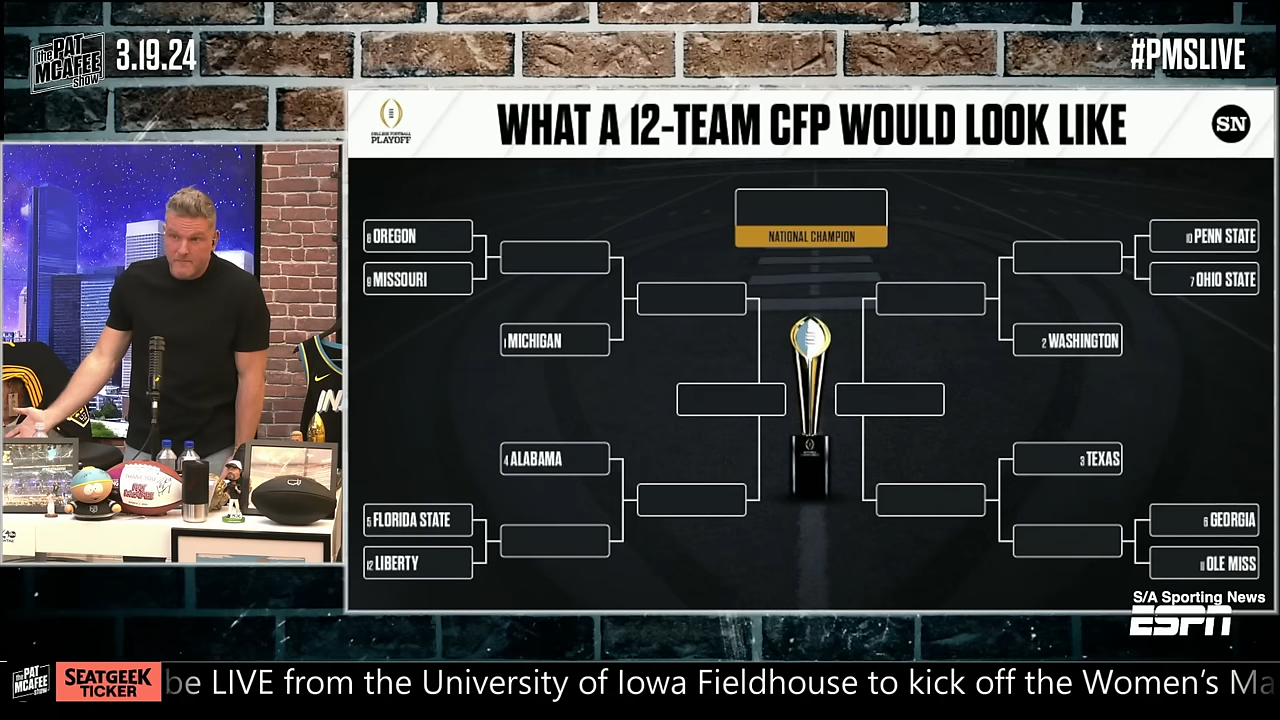 the PAT MCAFEE show
3.19.24
#PMSLIVE
COLLEGE FOOTBALL PLAYOFF
WHAT A 12-TEAM CFP WOULD LOOK LIKE
SN
NATIONAL CHAMPION
OREGON
MISSOURI
MICHIGAN
4 ALABAMA
5 FLORIDA STATE
12 LIBERTY
10 PENN STATE
7 OHIO STATE
2 WASHINGTON
3 TEXAS
6 GEORGIA
11 OLE MISS
THANK YOU
S/A Sporting News
ESPN
the PAT MCAFEE show
SEATGEEK TICKER
be LIVE from the University of Iowa Fieldhouse to kick off the Women's Ma